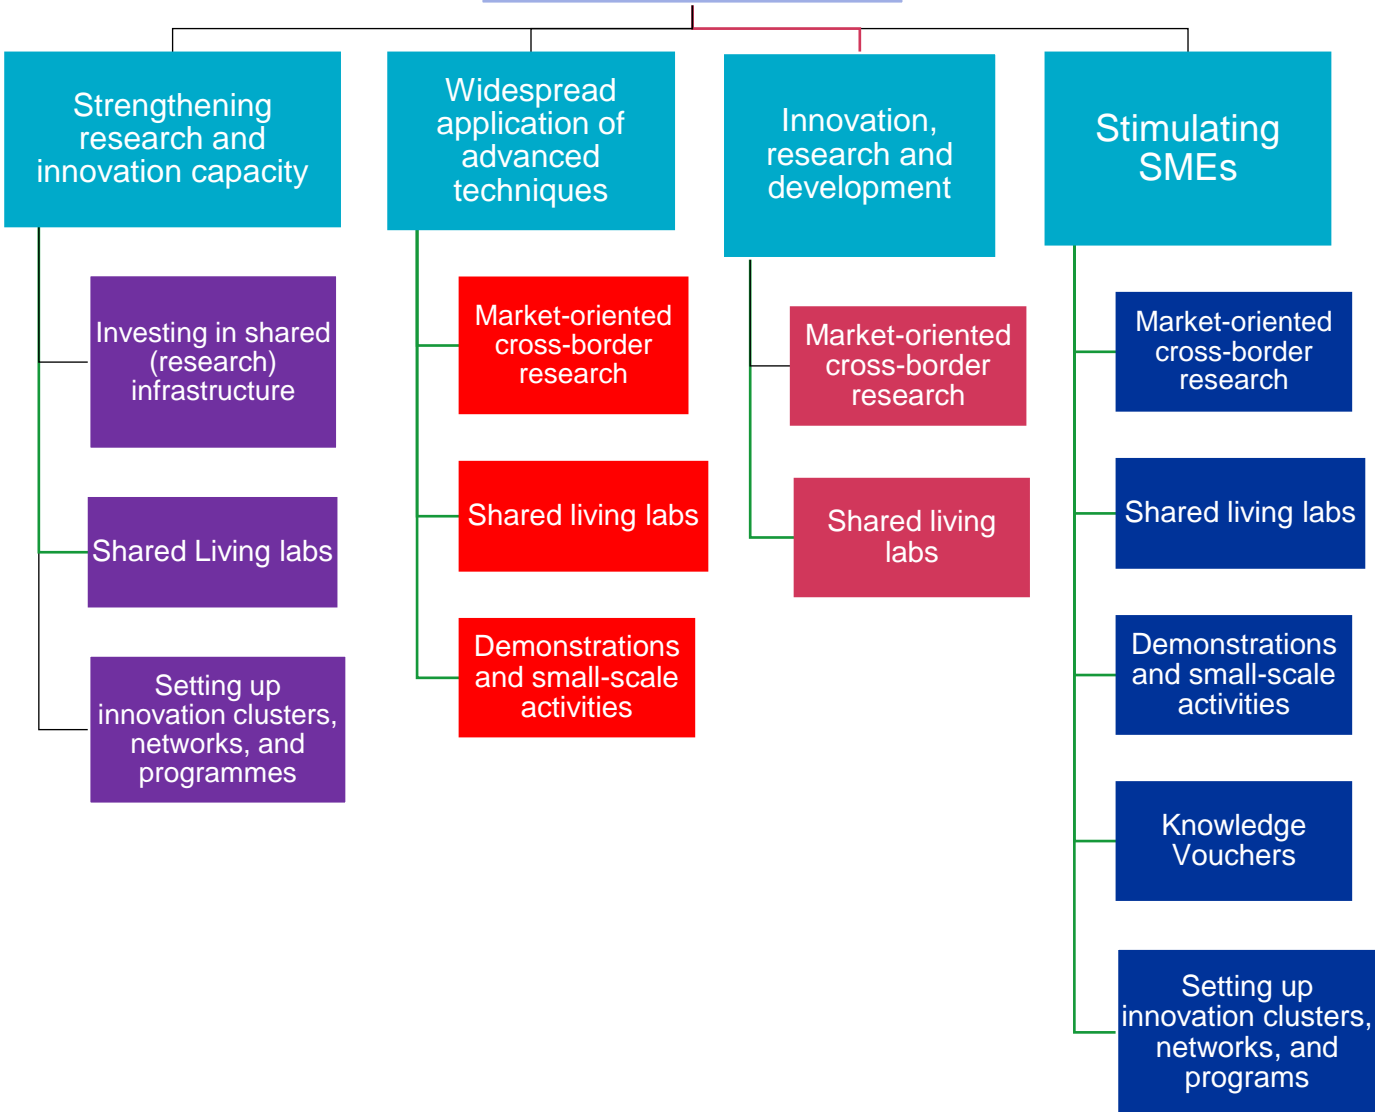 Strengthening
research and
innovation capacity
Investing in shared
(research)
infrastructure
Shared Living labs
Setting up
innovation clusters,
networks, and
programmes
Widespread
application of
advanced
techniques
Market-oriented
cross-border
research
Shared living labs
Demonstrations
and small-scale
activities
Innovation,
research and
development
Market-oriented
cross-border
research
Shared living
labs
Stimulating
SMEs
Market-oriented
cross-border
research
Shared living labs
Demonstrations
and small-scale
activities
Knowledge
Vouchers
Setting up
innovation clusters,
networks, and
programs